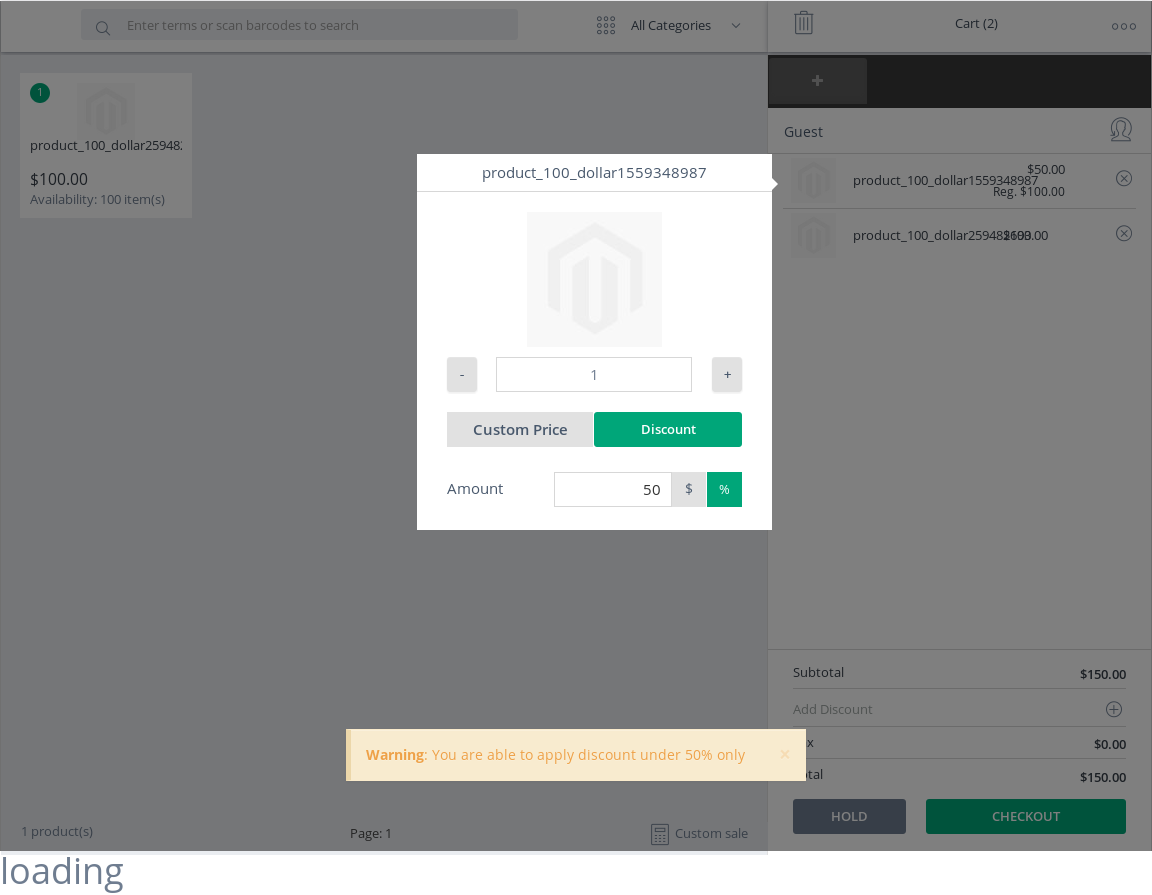 Enter terms or scan barcodes to search
All Categories
Cart (2)
+
Guest
1
product_100_dollar25948
$100.00
Availability: 100 item(s)
product_100_dollar1559348987
$50.00
product_100_dollar1559348987
Reg. $100.00
product_100_dollar25948
.00
- 1 +
Custom Price Discount
Amount 50 $ %
Subtotal $150.00
Add Discount
x $0.00
tal $150.00
Warning: You are able to apply discount under 50% only ×
HOLD CHECKOUT
1 product(s) Page: 1 Custom sale
loading